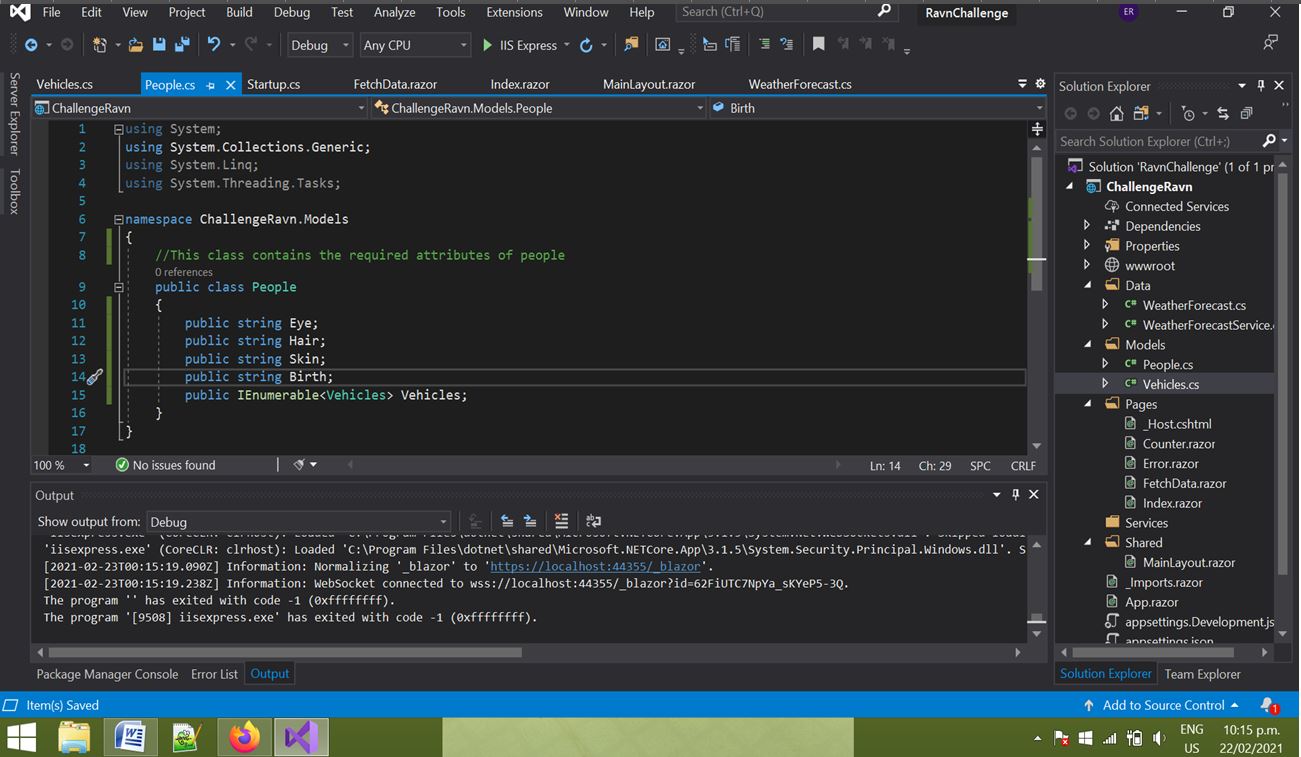 File Edit View Project Build Debug Test Analyze Tools Extensions Window Help Search (Ctrl+Q) RavnChallenge ER
Debug Any CPU IIS Express
Server Explorer
Toolbox
Vehicles.cs People.cs Startup.cs FetchData.razor Index.razor MainLayout.razor WeatherForecast.cs
ChallengeRavn ChallengeRavn.Models.People Birth
1 using System;
2 using System.Collections.Generic;
3 using System.Linq;
4 using System.Threading.Tasks;
5
6 namespace ChallengeRavn.Models
7 {
8 //This class contains the required attributes of people
0 references
9 public class People
10 {
11 public string Eye;
12 public string Hair;
13 public string Skin;
14 public string Birth;
15 public IEnumerable<Vehicles> Vehicles;
16 }
17 }
18
100 % No issues found Ln: 14 Ch: 29 SPC CRLF
Output
Show output from: Debug
'iisexpress.exe' (CoreCLR: clrhost): Loaded 'C:\Program Files\dotnet\shared\Microsoft.NETCore.App\3.1.5\System.Security.Principal.Windows.dll'. S
[2021-02-23T00:15:19.090Z] Information: Normalizing '_blazor' to 'https://localhost:44355/_blazor'.
[2021-02-23T00:15:19.238Z] Information: WebSocket connected to wss://localhost:44355/_blazor?id=62FiUTC7NpYa_sKYeP5-3Q.
The program '' has exited with code -1 (0xffffffff).
The program '[9508] iisexpress.exe' has exited with code -1 (0xffffffff).
Package Manager Console Error List Output
Solution Explorer
Search Solution Explorer (Ctrl+;)
Solution 'RavnChallenge' (1 of 1 pr
ChallengeRavn
Connected Services
Dependencies
Properties
wwwroot
Data
C# WeatherForecast.cs
C# WeatherForecastService.
Models
C# People.cs
C# Vehicles.cs
Pages
_Host.cshtml
Counter.razor
Error.razor
FetchData.razor
Index.razor
Services
Shared
MainLayout.razor
_Imports.razor
App.razor
appsettings.Development.js
appsettings.json
Solution Explorer Team Explorer
Item(s) Saved Add to Source Control 1
ENG
US
10:15 p.m.
22/02/2021